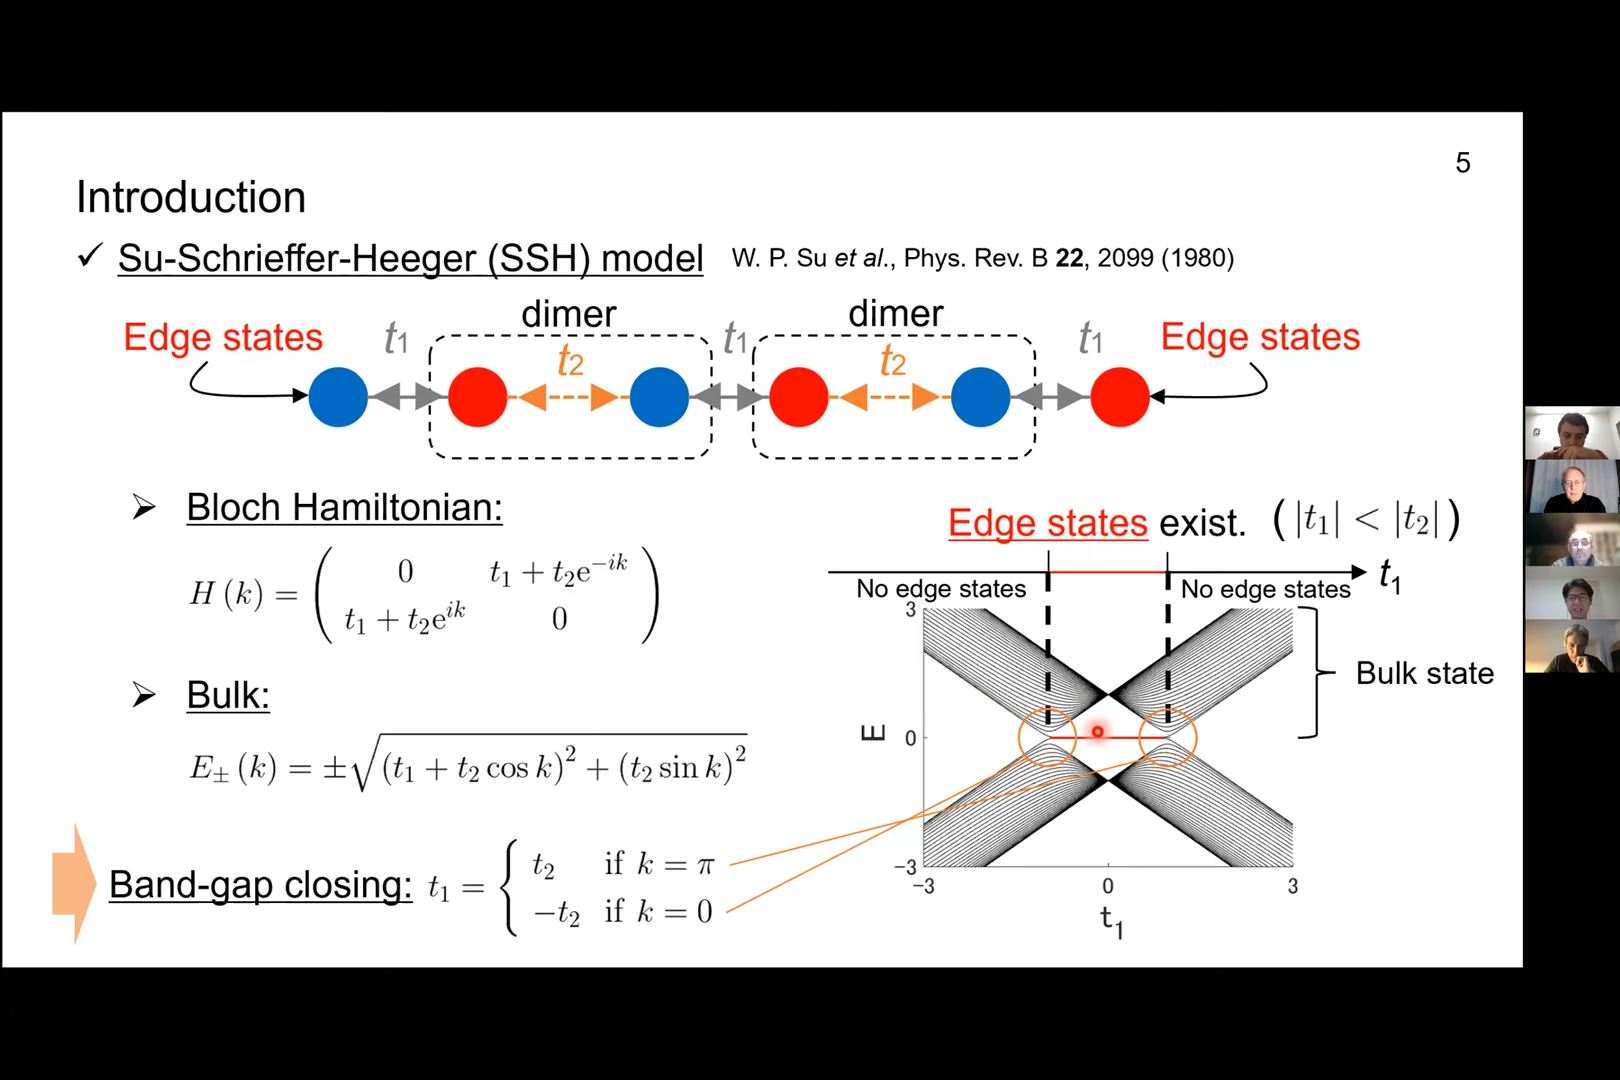 5
Introduction
✓ Su-Schrieffer-Heeger (SSH) model W. P. Su et al., Phys. Rev. B 22, 2099 (1980)
dimer dimer
Edge states t₁ t₂ t₁ t₂ t₁ Edge states
➢ Bloch Hamiltonian:
H (k) = ( 0 t₁ + t₂e⁻ⁱᵏ
t₁ + t₂eⁱᵏ 0 )
➢ Bulk:
E± (k) = ±√(t₁ + t₂ cos k)² + (t₂ sin k)²
Band-gap closing: t₁ = { t₂ if k = π
−t₂ if k = 0
Edge states exist. (|t₁| < |t₂|)
t₁
No edge states No edge states
3
E 0
−3
−3 0 3
t₁
Bulk state